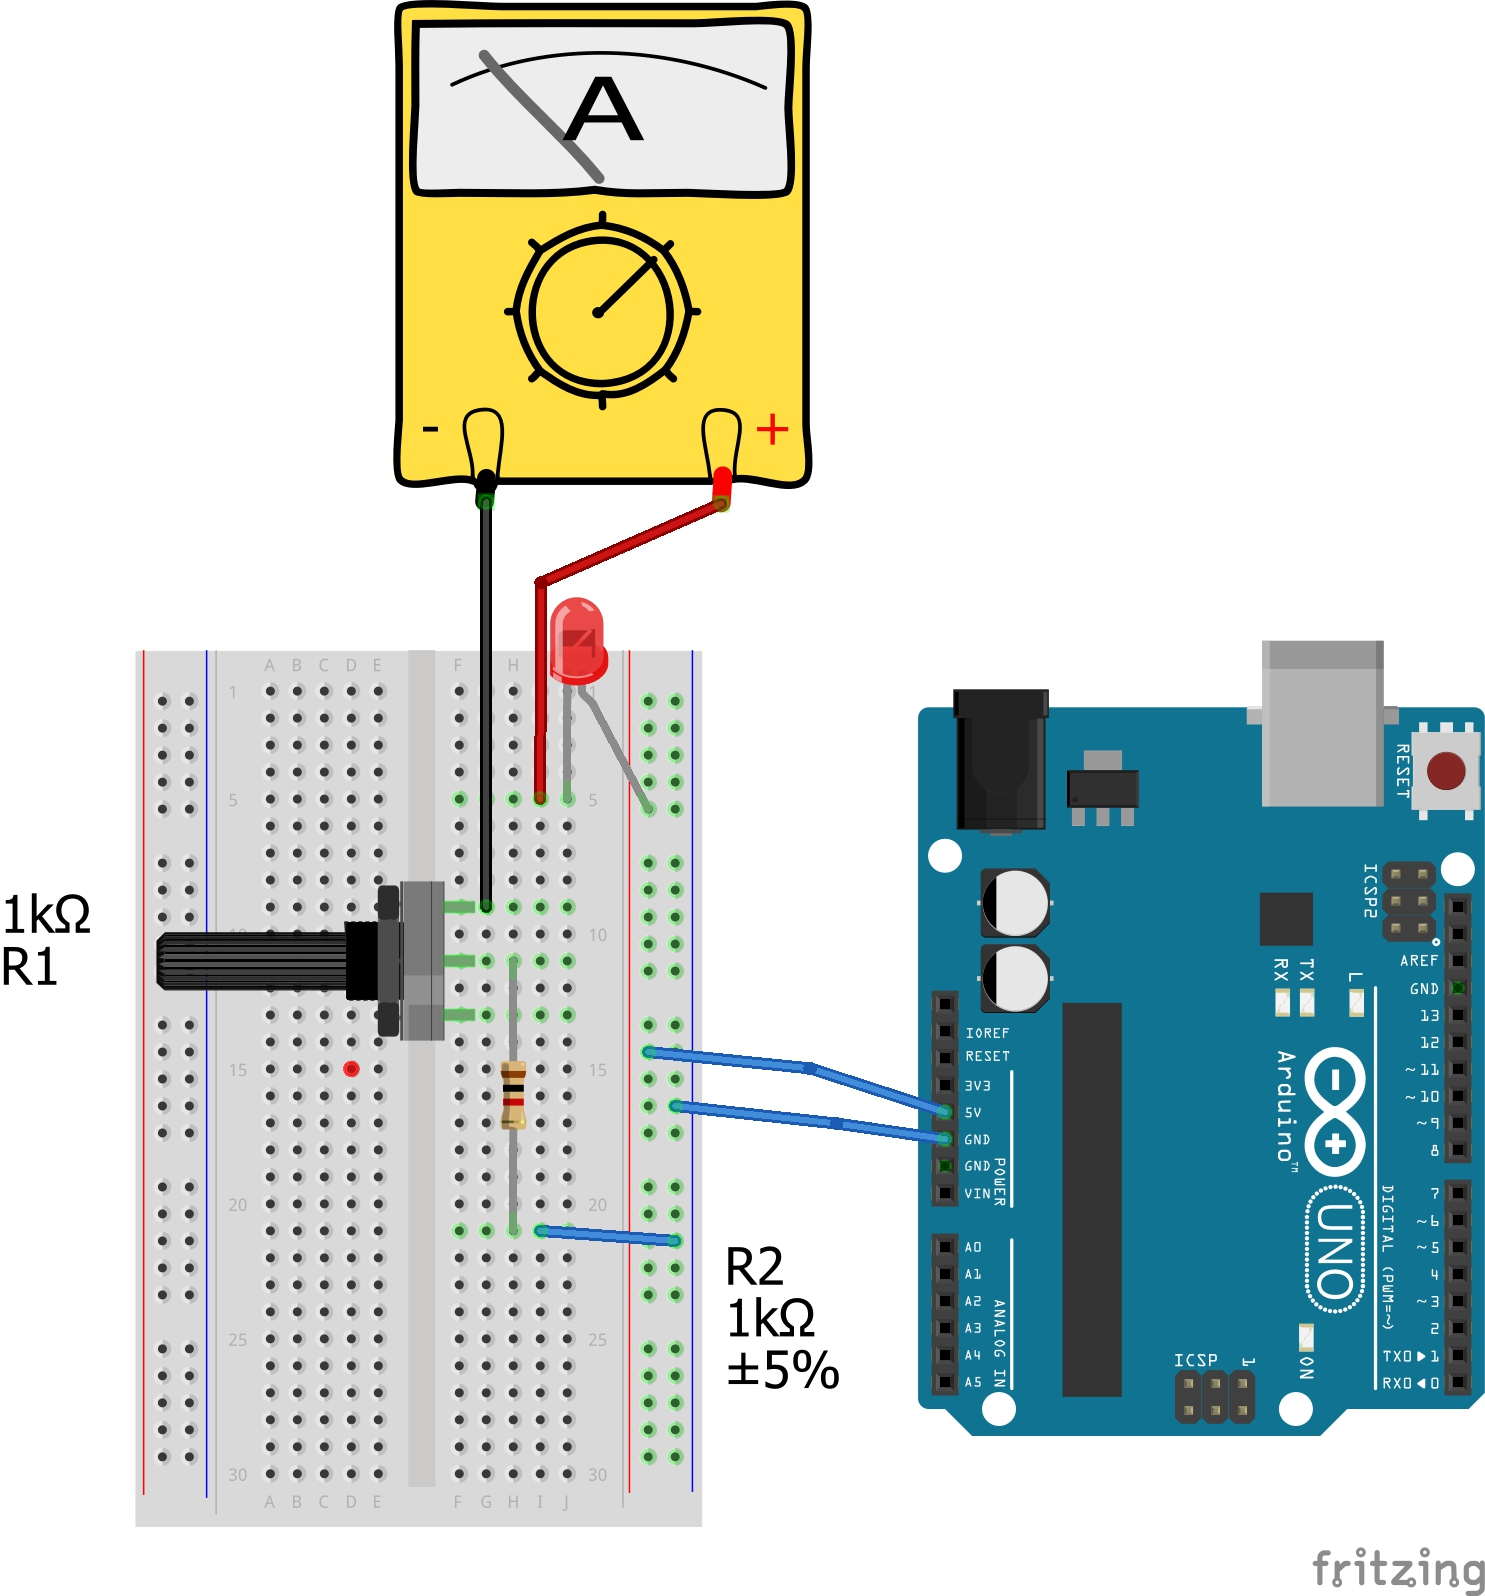 A
- +
A B C D E F H
1 1
5 5
10 10
15 15
20 20
25 25
30 30
A B C D E F G H I J
1kΩ
R1
R2
1kΩ
±5%
RESET
ICSP2
AREF
GND
13
12
~11
~10
~9
8
7
~6
~5
4
~3
2
TX0▶1
RX0◀0
DIGITAL (PWM=~)
RX
TX
L
IOREF
RESET
3V3
5V
GND
GND
VIN
POWER
A0
A1
A2
A3
A4
A5
ANALOG IN
Arduino™
UNO
ICSP 1
ON
fritzing